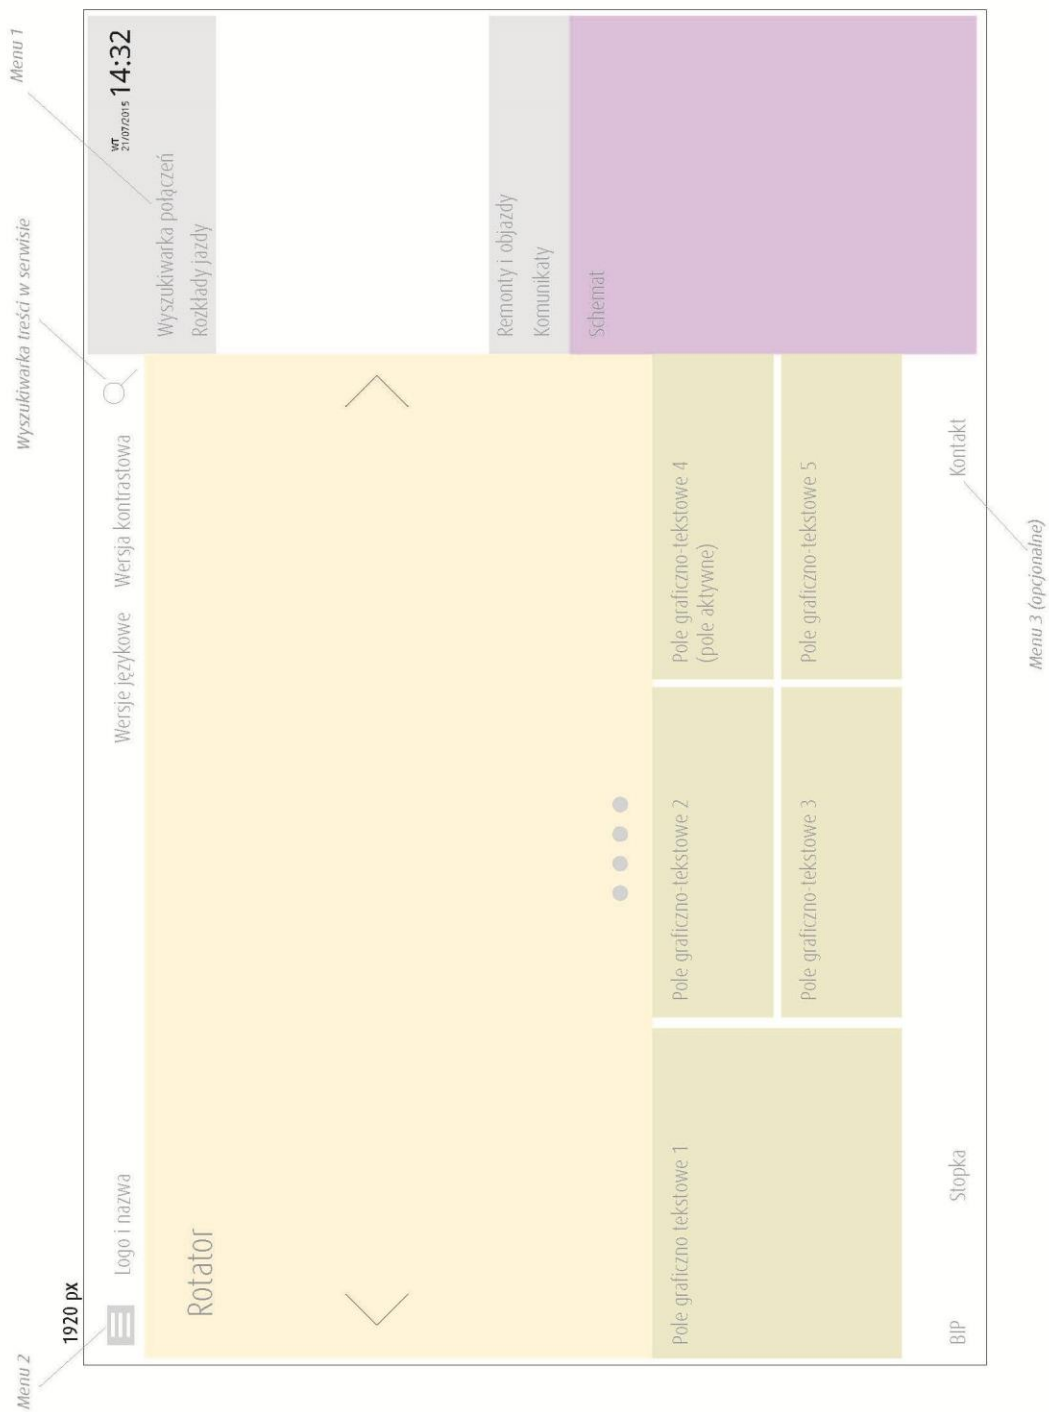 Menu 2
Wyszukiwarka treści w serwisie
Menu 1
1920 px
Logo i nazwa
Wersje językowe
Wersja kontrastowa
WT
21/07/2015
14:32
Wyszukiwarka połączeń
Rozkłady jazdy
Rotator
Remonty i objazdy
Komunikaty
Schemat
Pole graficzno tekstowe 1
Pole graficzno-tekstowe 2
Pole graficzno-tekstowe 4
(pole aktywne)
Pole graficzno-tekstowe 3
Pole graficzno-tekstowe 5
BIP
Stopka
Kontakt
Menu 3 (opcjonalne)